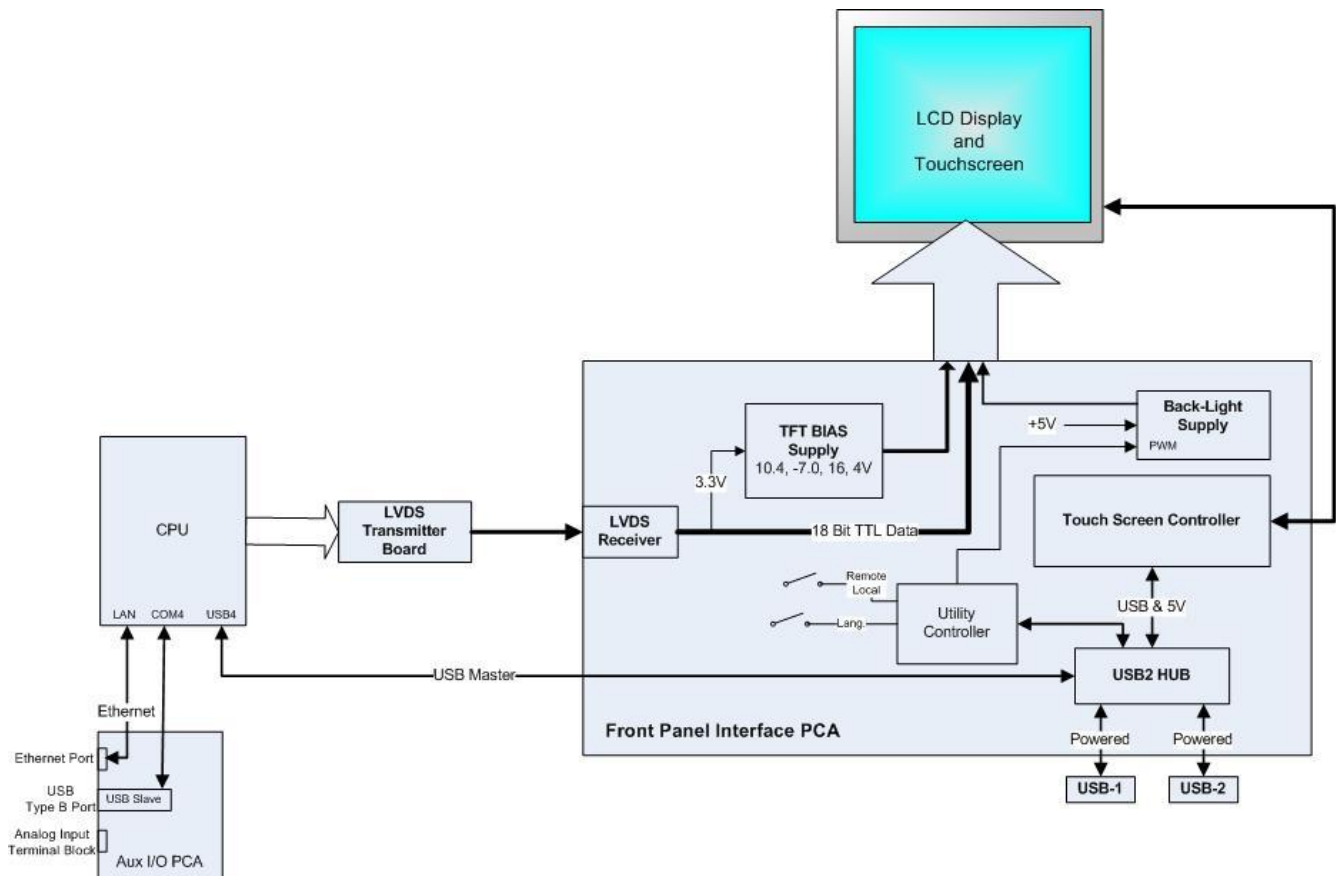 LCD Display
and
Touchscreen
Back-Light
Supply
+5V
PWM
TFT BIAS
Supply
10.4, -7.0, 16, 4V
3.3V
CPU
LVDS
Transmitter
Board
LVDS
Receiver
18 Bit TTL Data
Touch Screen Controller
Remote
Local
Lang.
Utility
Controller
USB & 5V
LAN
COM4
USB4
USB Master
USB2 HUB
Ethernet
Front Panel Interface PCA
Powered
Powered
USB-1
USB-2
Ethernet Port
USB
Type B Port
USB Slave
Analog Input
Terminal Block
Aux I/O PCA